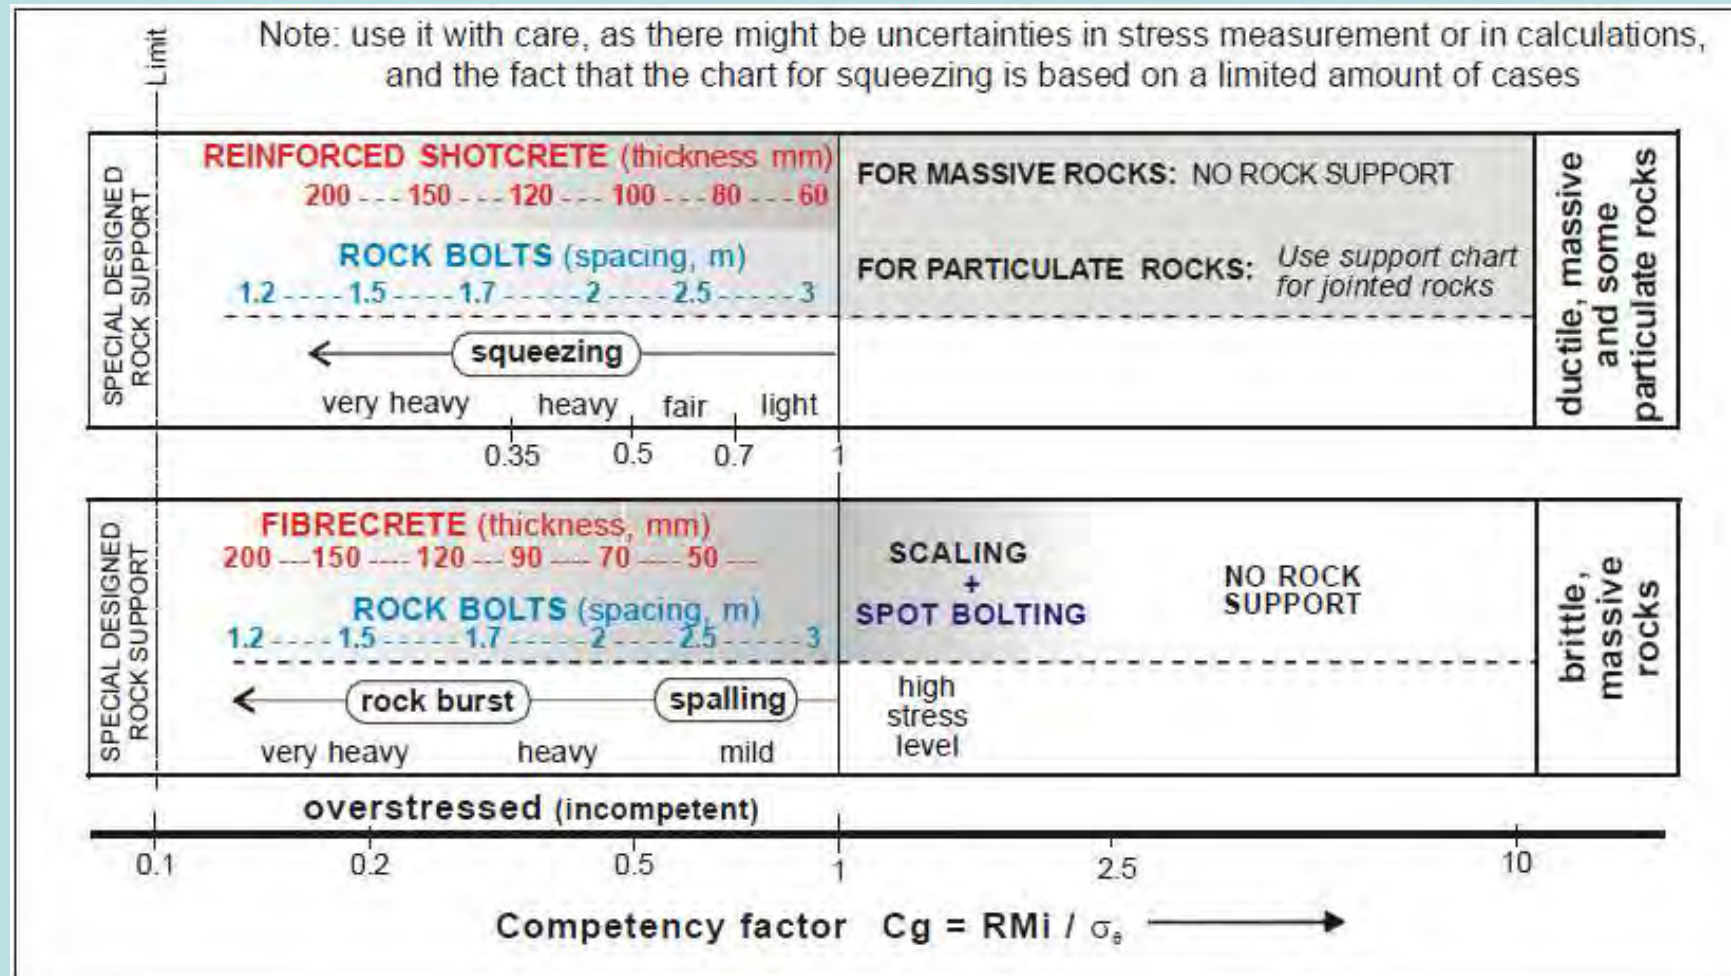 Limit
Note: use it with care, as there might be uncertainties in stress measurement or in calculations,
and the fact that the chart for squeezing is based on a limited amount of cases
SPECIAL DESIGNED
ROCK SUPPORT
REINFORCED SHOTCRETE (thickness mm)
200 --- 150 --- 120 --- 100 --- 80 --- 60
ROCK BOLTS (spacing, m)
1.2 ---- 1.5 ---- 1.7 ----- 2 ---- 2.5 ----- 3
FOR MASSIVE ROCKS: NO ROCK SUPPORT
FOR PARTICULATE ROCKS: Use support chart
for jointed rocks
squeezing
very heavy heavy fair light
0.35 0.5 0.7 1
ductile, massive
and some
particulate rocks
SPECIAL DESIGNED
ROCK SUPPORT
FIBRECRETE (thickness, mm)
200 --- 150 ---- 120 --- 90 ---- 70 ---- 50 ----
ROCK BOLTS (spacing, m)
1.2 ---- 1.5 ----- 1.7 ----- 2 ---- 2.5 ----- 3
SCALING
+
SPOT BOLTING
NO ROCK
SUPPORT
rock burst spalling
very heavy heavy mild
high
stress
level
brittle,
massive
rocks
overstressed (incompetent)
0.1 0.2 0.5 1 2.5 10
Competency factor Cg = RMi / σθ